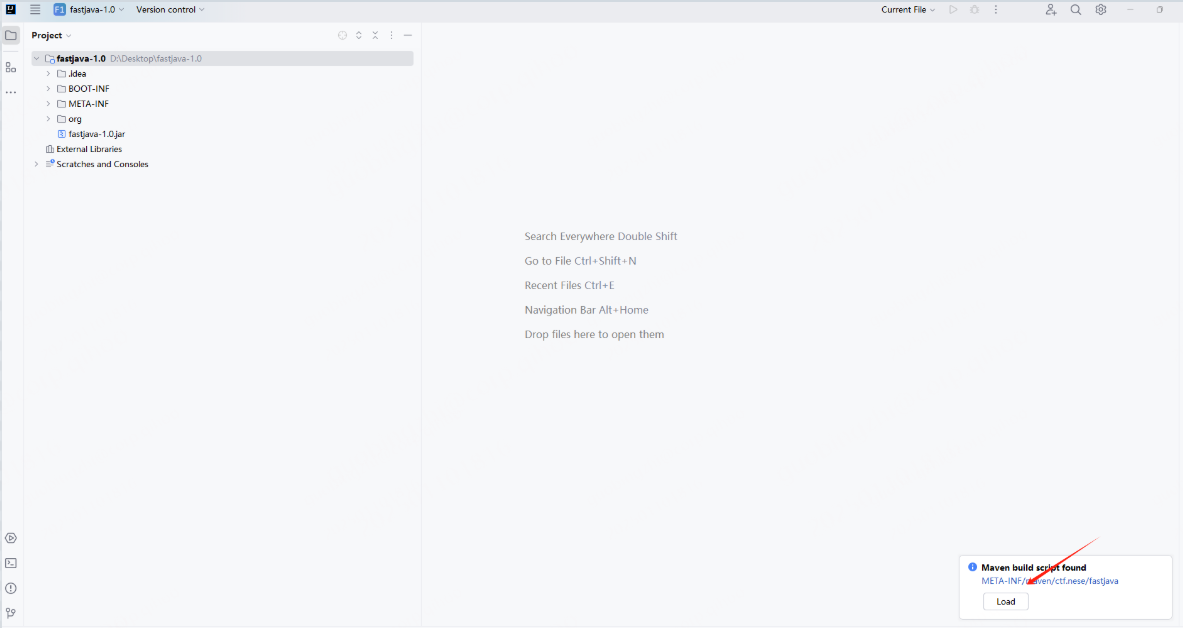 F1 fastjava-1.0 Version control Current File
Project
fastjava-1.0 D:\Desktop\fastjava-1.0
.idea
BOOT-INF
META-INF
org
fastjava-1.0.jar
External Libraries
Scratches and Consoles
Search Everywhere Double Shift
Go to File Ctrl+Shift+N
Recent Files Ctrl+E
Navigation Bar Alt+Home
Drop files here to open them
Maven build script found
META-INF/maven/ctf.nese/fastjava
Load